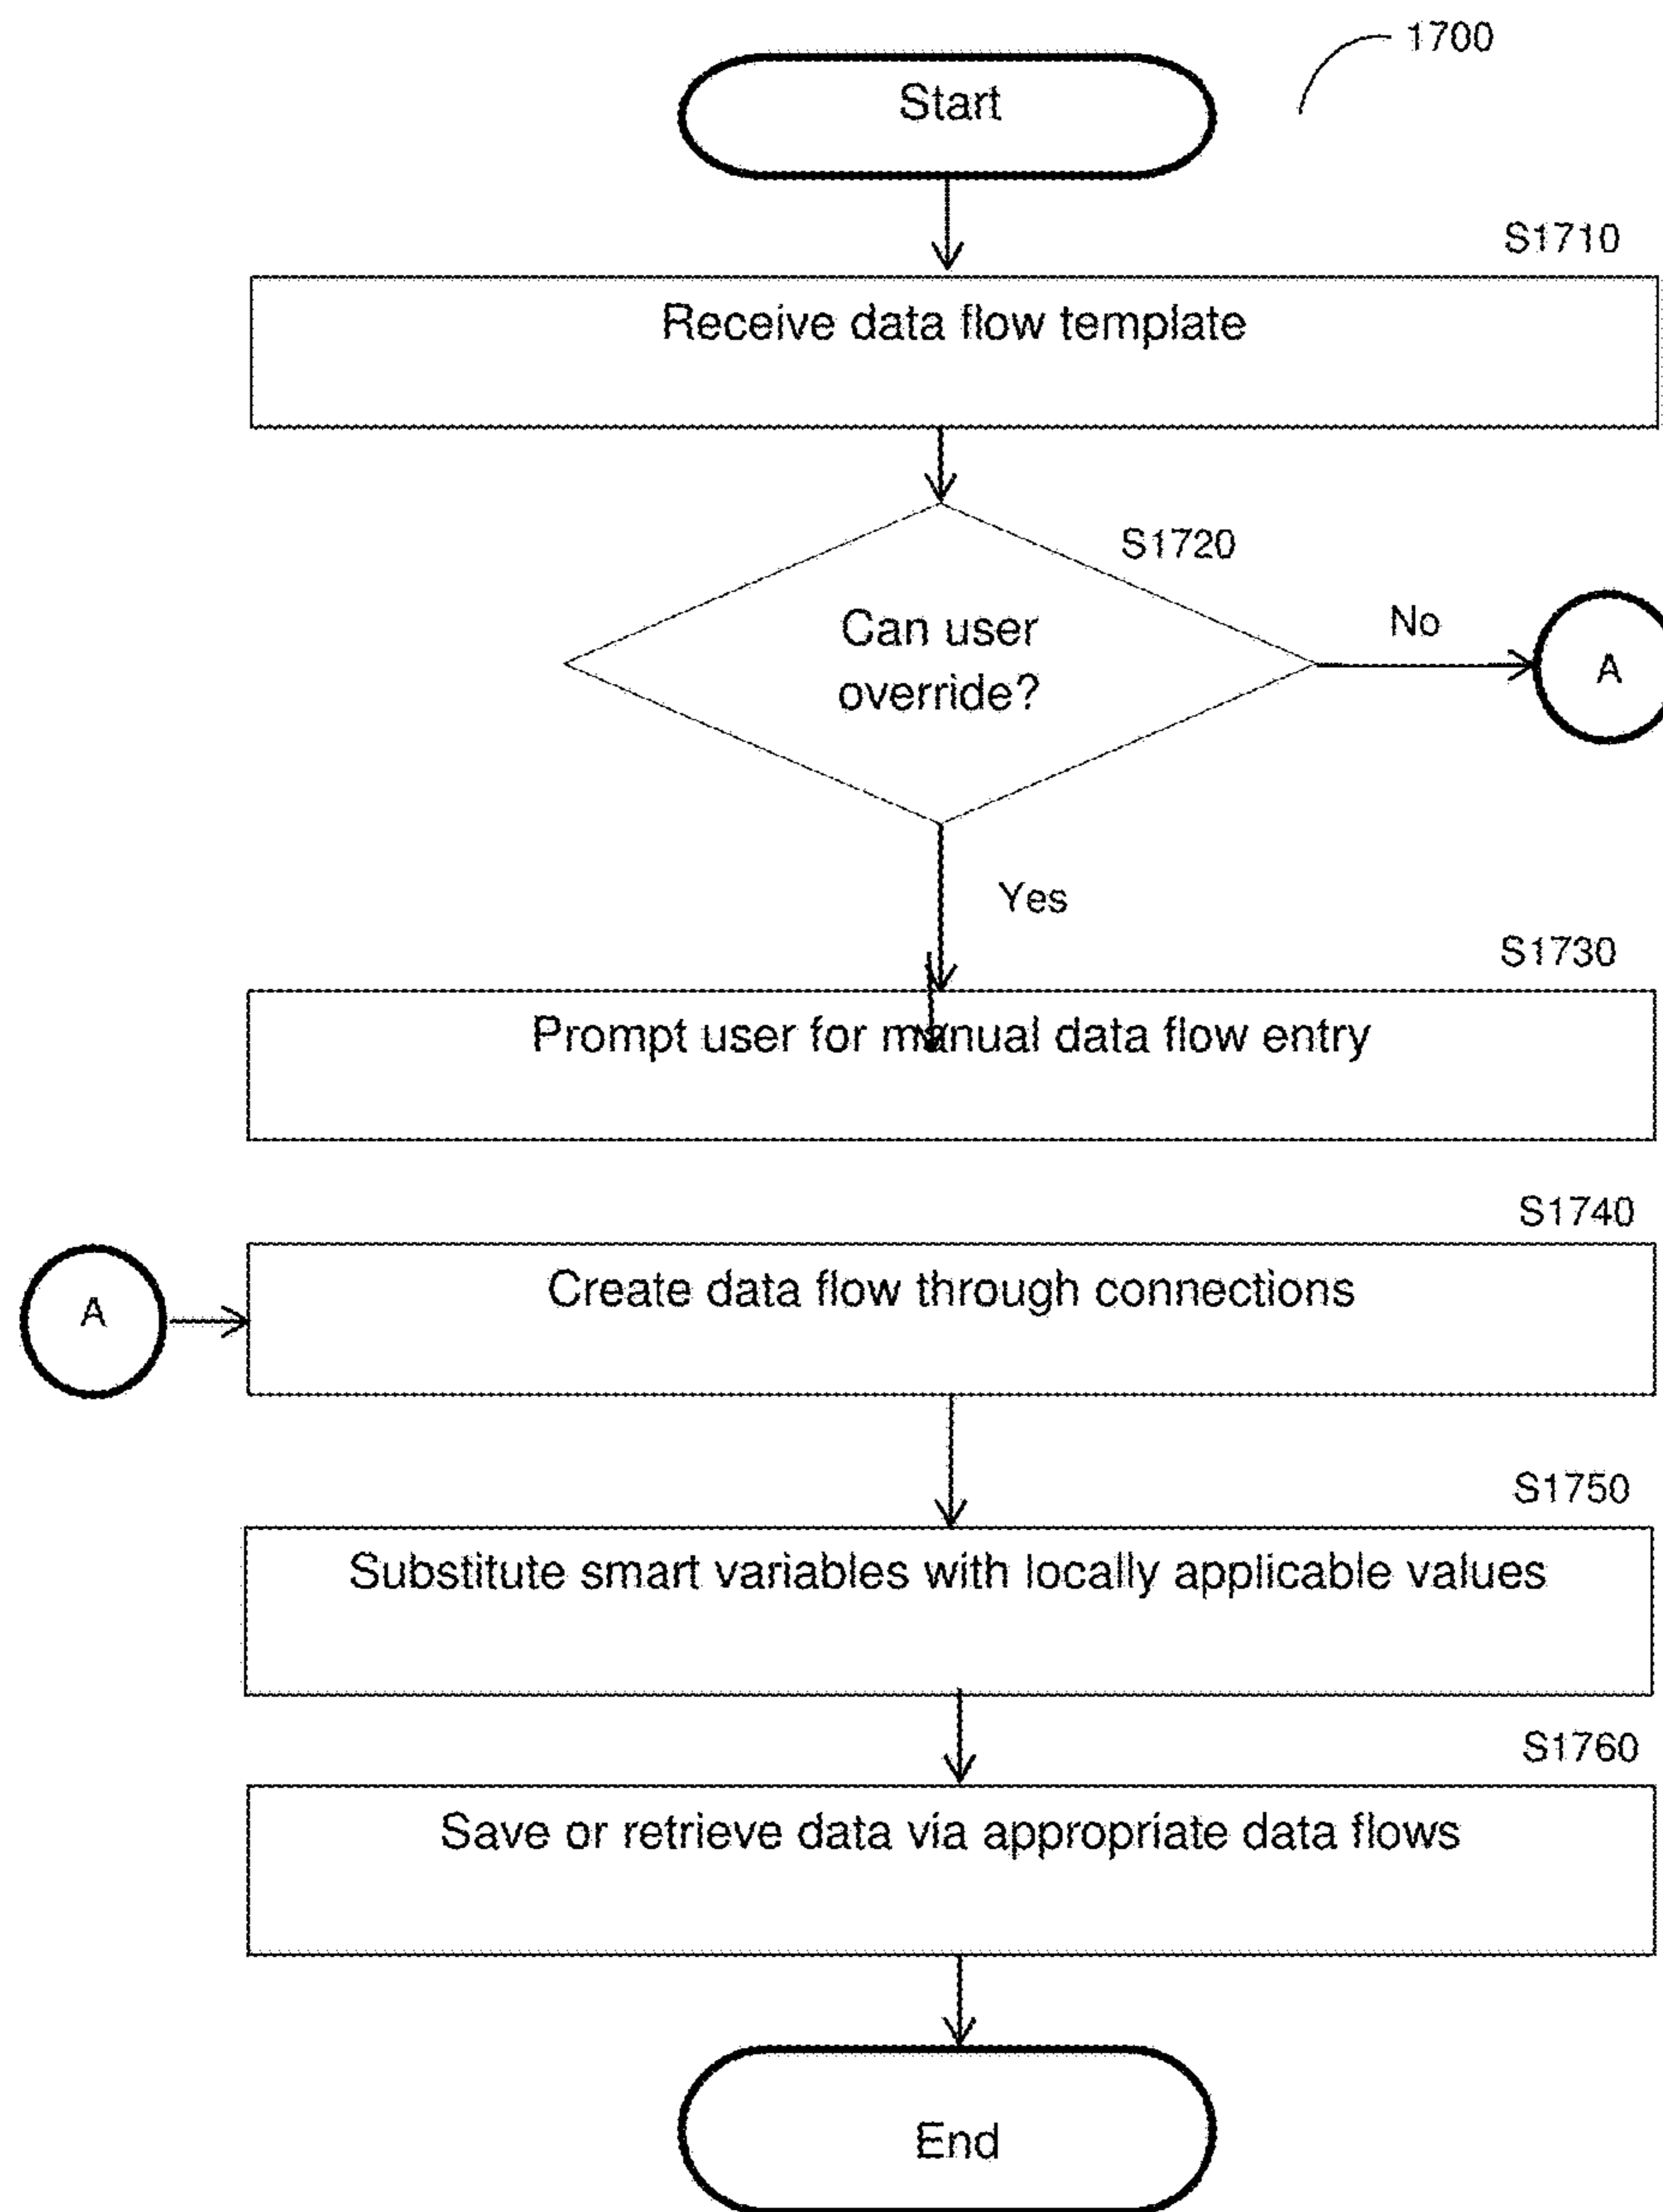 1700
Start
S1710
Receive data flow template
S1720
Can user
override?
No
A
Yes
S1730
Prompt user for manual data flow entry
S1740
A
Create data flow through connections
S1750
Substitute smart variables with locally applicable values
S1760
Save or retrieve data via appropriate data flows
End